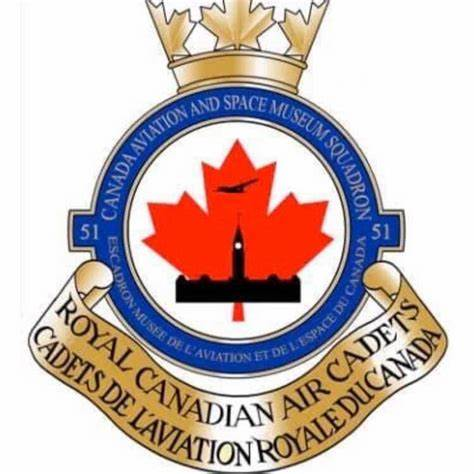 CANADA AVIATION AND SPACE MUSEUM SQUADRON
51
51
ESCADRON-MUSÉE DE L'AVIATION ET DE L'ESPACE DU CANADA
ROYAL CANADIAN AIR CADETS
CADETS DE L'AVIATION ROYALE DU CANADA